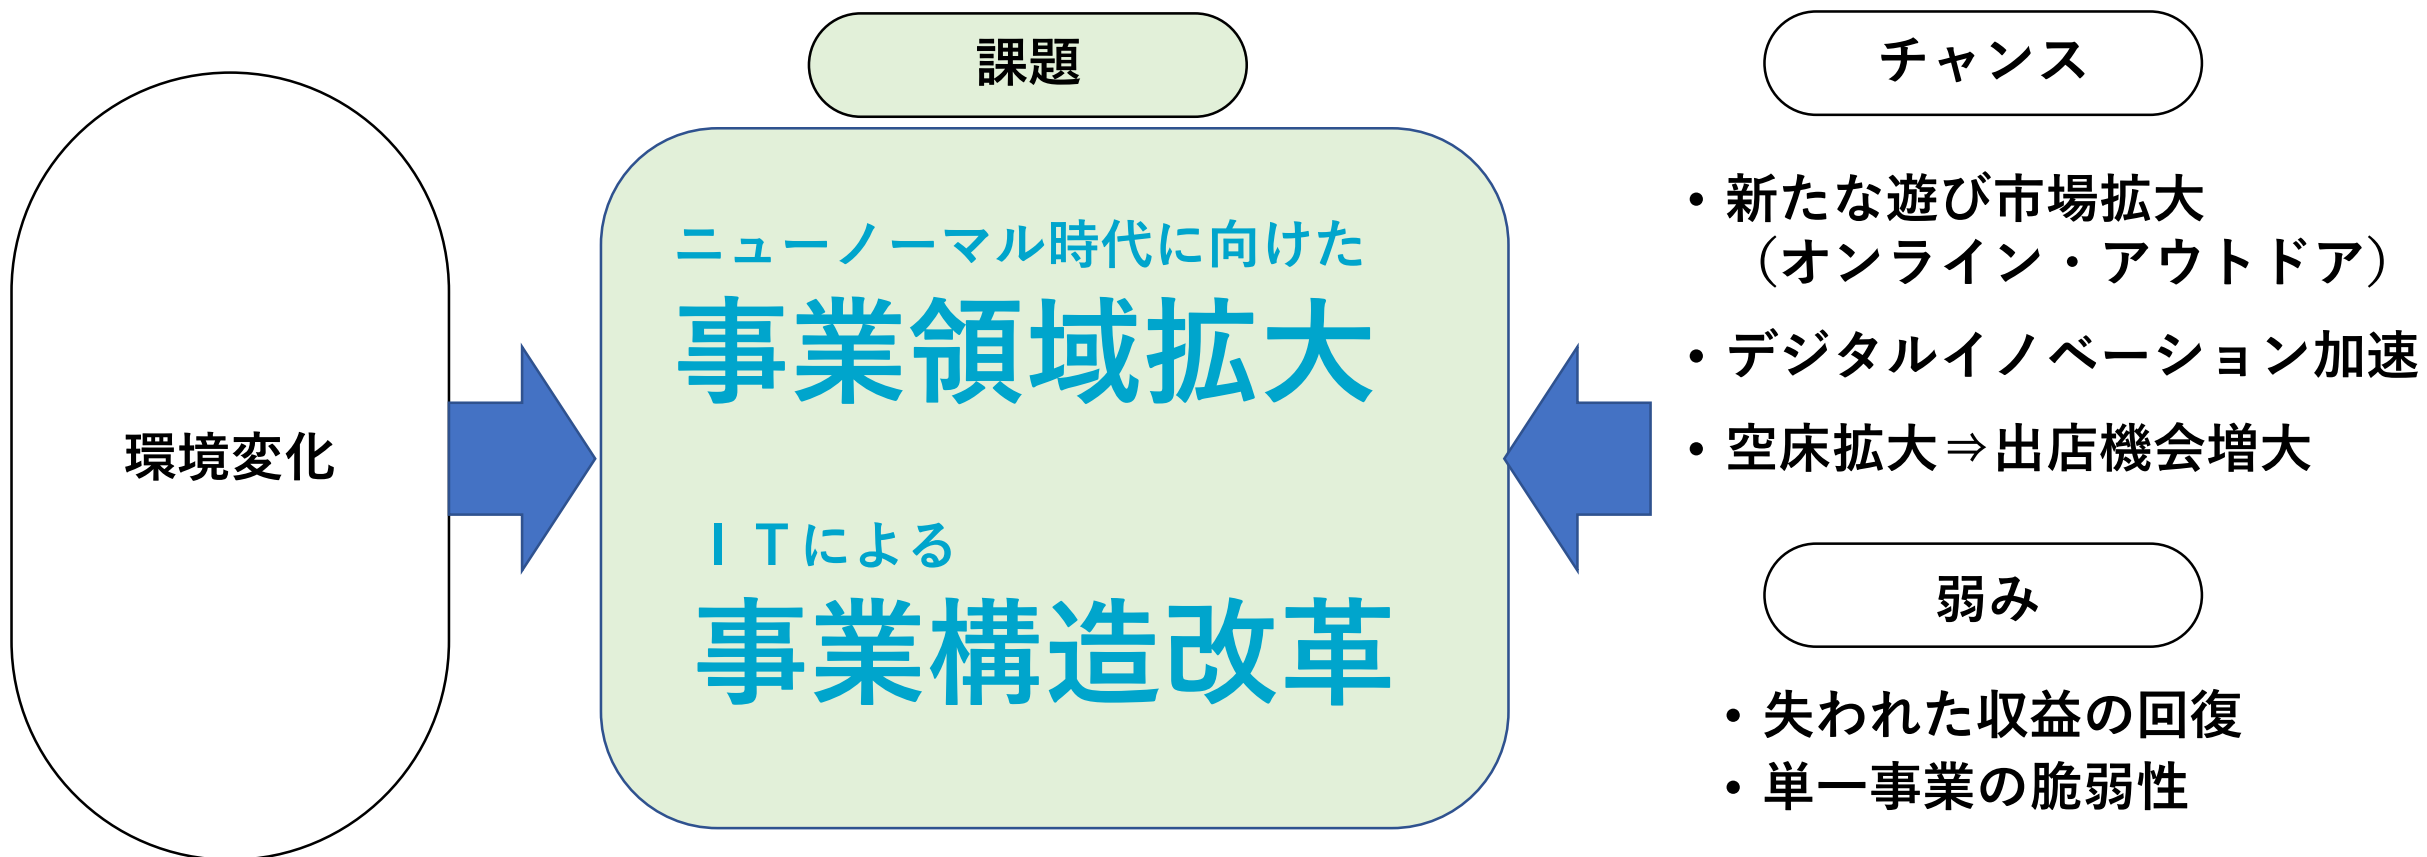 環境変化
課題
ニューノーマル時代に向けた
事業領域拡大
ITによる
事業構造改革
チャンス
・新たな遊び市場拡大
（オンライン・アウトドア）
・デジタルイノベーション加速
・空床拡大⇒出店機会増大
弱み
・失われた収益の回復
・単一事業の脆弱性